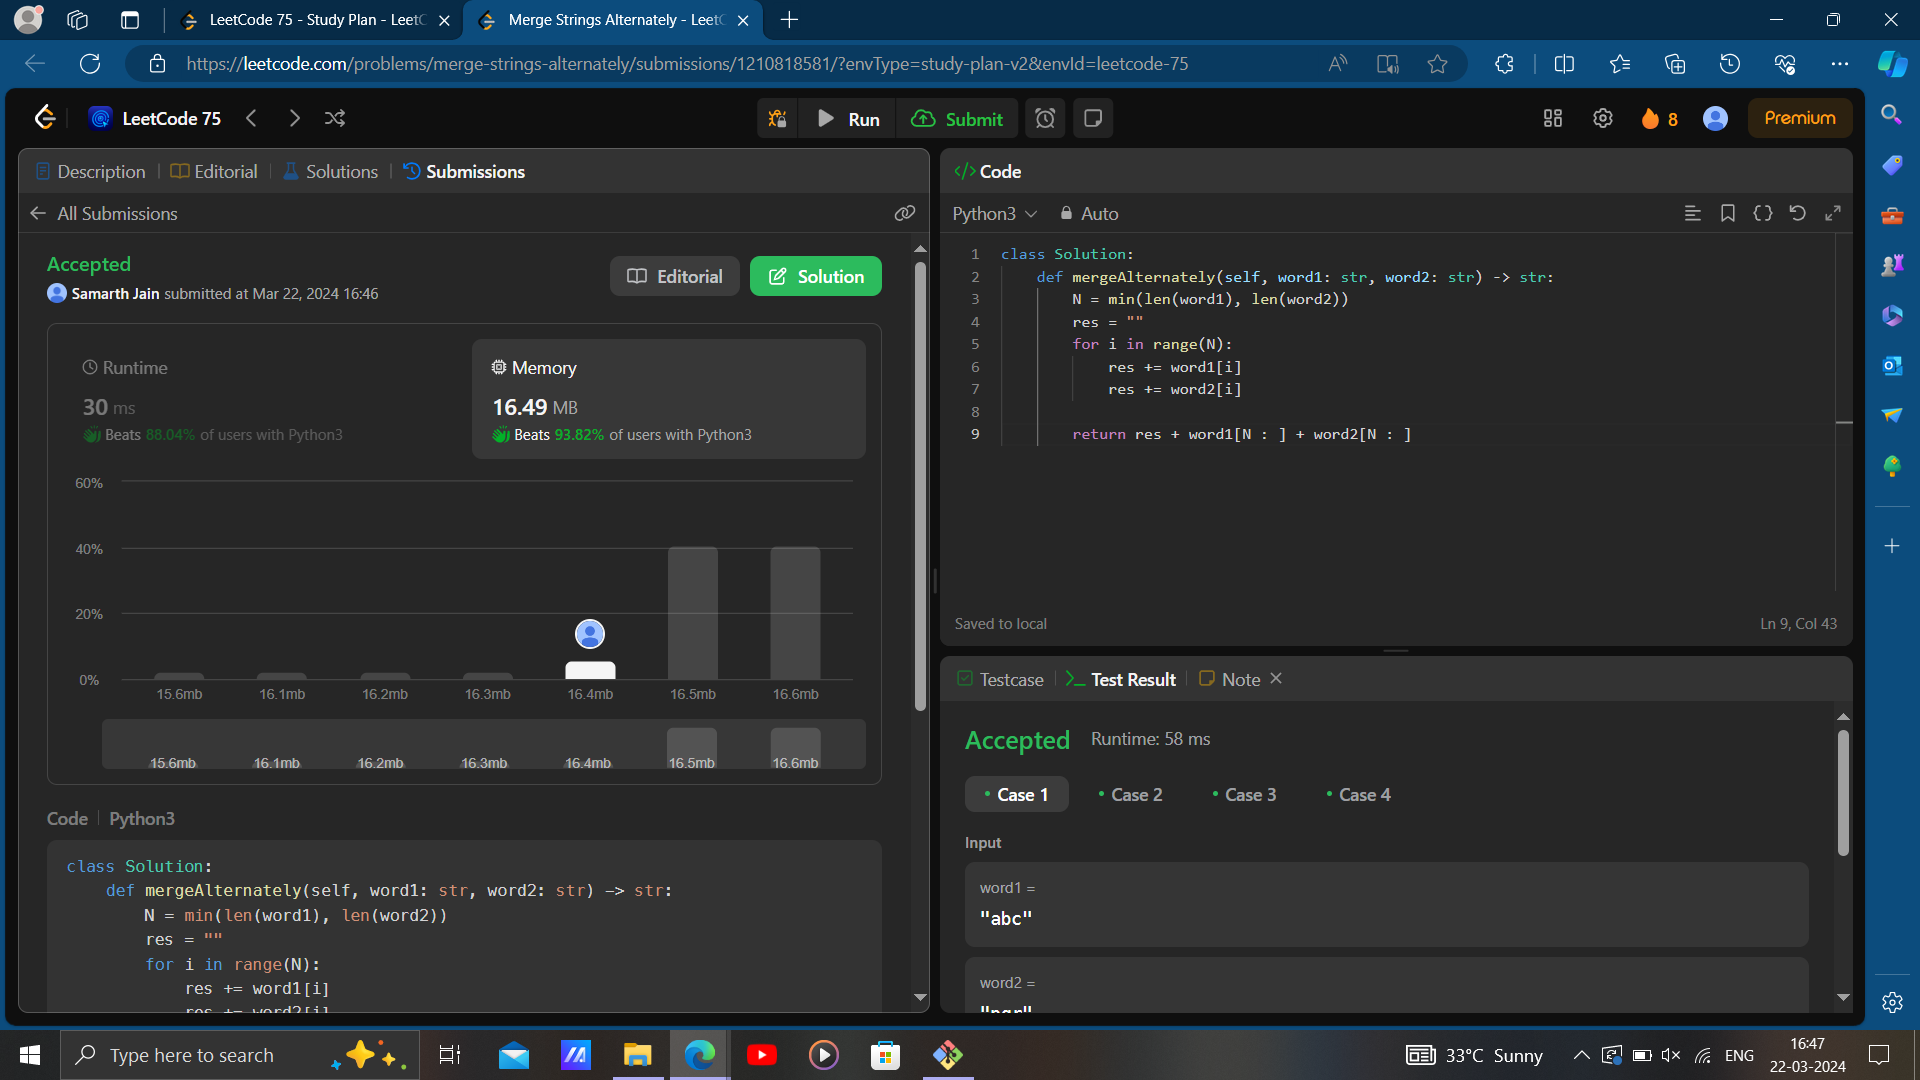 LeetCode 75 - Study Plan - LeetC
Merge Strings Alternately - Leet
https://leetcode.com/problems/merge-strings-alternately/submissions/1210818581/?envType=study-plan-v2&envId=leetcode-75
LeetCode 75
Run
Submit
8
Premium
Description
Editorial
Solutions
Submissions
All Submissions
Accepted
Samarth Jain submitted at Mar 22, 2024 16:46
Editorial
Solution
Runtime
30 ms
Beats 88.04% of users with Python3
Memory
16.49 MB
Beats 93.82% of users with Python3
60%
40%
20%
0%
15.6mb 16.1mb 16.2mb 16.3mb 16.4mb 16.5mb 16.6mb
15.6mb 16.1mb 16.2mb 16.3mb 16.4mb 16.5mb 16.6mb
Code
Python3
class Solution:
def mergeAlternately(self, word1: str, word2: str) -> str:
N = min(len(word1), len(word2))
res = ""
for i in range(N):
res += word1[i]
res += word2[i]
</> Code
Python3
Auto
1 class Solution:
2 def mergeAlternately(self, word1: str, word2: str) -> str:
3 N = min(len(word1), len(word2))
4 res = ""
5 for i in range(N):
6 res += word1[i]
7 res += word2[i]
8
9 return res + word1[N : ] + word2[N : ]
Saved to local
Ln 9, Col 43
Testcase
Test Result
Note
Accepted
Runtime: 58 ms
Case 1
Case 2
Case 3
Case 4
Input
word1 =
"abc"
word2 =
"pqr"
Type here to search
33°C Sunny
ENG
16:47
22-03-2024